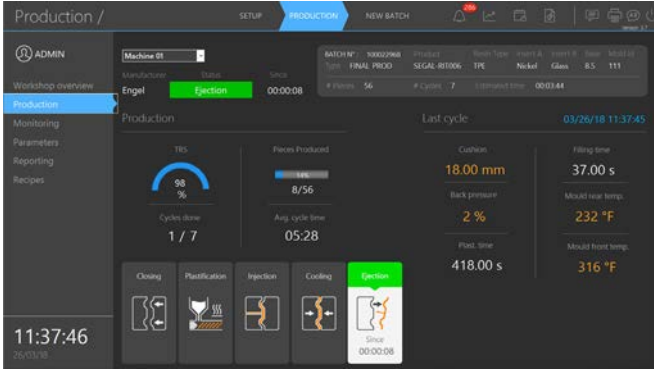 Production /
SETUP
PRODUCTION
NEW BATCH
286
Version 3.7
ADMIN
Workshop overview
Production
Monitoring
Parameters
Reporting
Recipes
Machine 01
Manufacturer Status Since
Engel Ejection 00:00:08
BATCH N° : 100022968 Product Resin Type Insert A Insert B Base Mold id
Type FINAL PROD SEGAL-RIT006 TPE Nickel Glass 8.5 111
# Pieces 56 # Cycles 7 Estimated time 00:03:44
Production
TRS
98
%
Pieces Produced
14%
8/56
Cycles done
1 / 7
Avg. cycle time
05:28
Last cycle
03/26/18 11:37:45
Cushion
18.00 mm
Filling time
37.00 s
Back pressure
2 %
Mould rear temp.
232 °F
Plast. time
418.00 s
Mould front temp.
316 °F
Closing
Plastification
Injection
Cooling
Ejection
Since
00:00:08
11:37:46
26/03/18